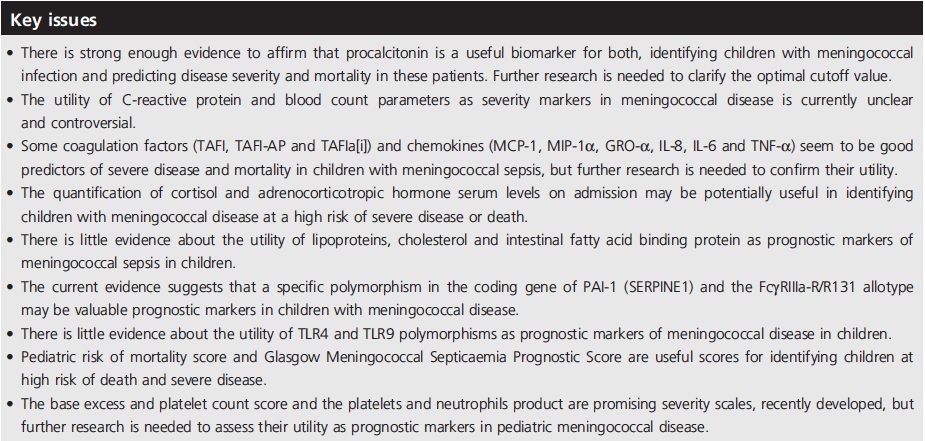 Key issues
• There is strong enough evidence to affirm that procalcitonin is a useful biomarker for both, identifying children with meningococcal
infection and predicting disease severity and mortality in these patients. Further research is needed to clarify the optimal cutoff value.
• The utility of C-reactive protein and blood count parameters as severity markers in meningococcal disease is currently unclear
and controversial.
• Some coagulation factors (TAFI, TAFI-AP and TAFIa[i]) and chemokines (MCP-1, MIP-1α, GRO-α, IL-8, IL-6 and TNF-α) seem to be good
predictors of severe disease and mortality in children with meningococcal sepsis, but further research is needed to confirm their utility.
• The quantification of cortisol and adrenocorticotropic hormone serum levels on admission may be potentially useful in identifying
children with meningococcal disease at a high risk of severe disease or death.
• There is little evidence about the utility of lipoproteins, cholesterol and intestinal fatty acid binding protein as prognostic markers of
meningococcal sepsis in children.
• The current evidence suggests that a specific polymorphism in the coding gene of PAI-1 (SERPINE1) and the FcγRIIIa-R/R131 allotype
may be valuable prognostic markers in children with meningococcal disease.
• There is little evidence about the utility of TLR4 and TLR9 polymorphisms as prognostic markers of meningococcal disease in children.
• Pediatric risk of mortality score and Glasgow Meningococcal Septicaemia Prognostic Score are useful scores for identifying children at
high risk of death and severe disease.
• The base excess and platelet count score and the platelets and neutrophils product are promising severity scales, recently developed, but
further research is needed to assess their utility as prognostic markers in pediatric meningococcal disease.